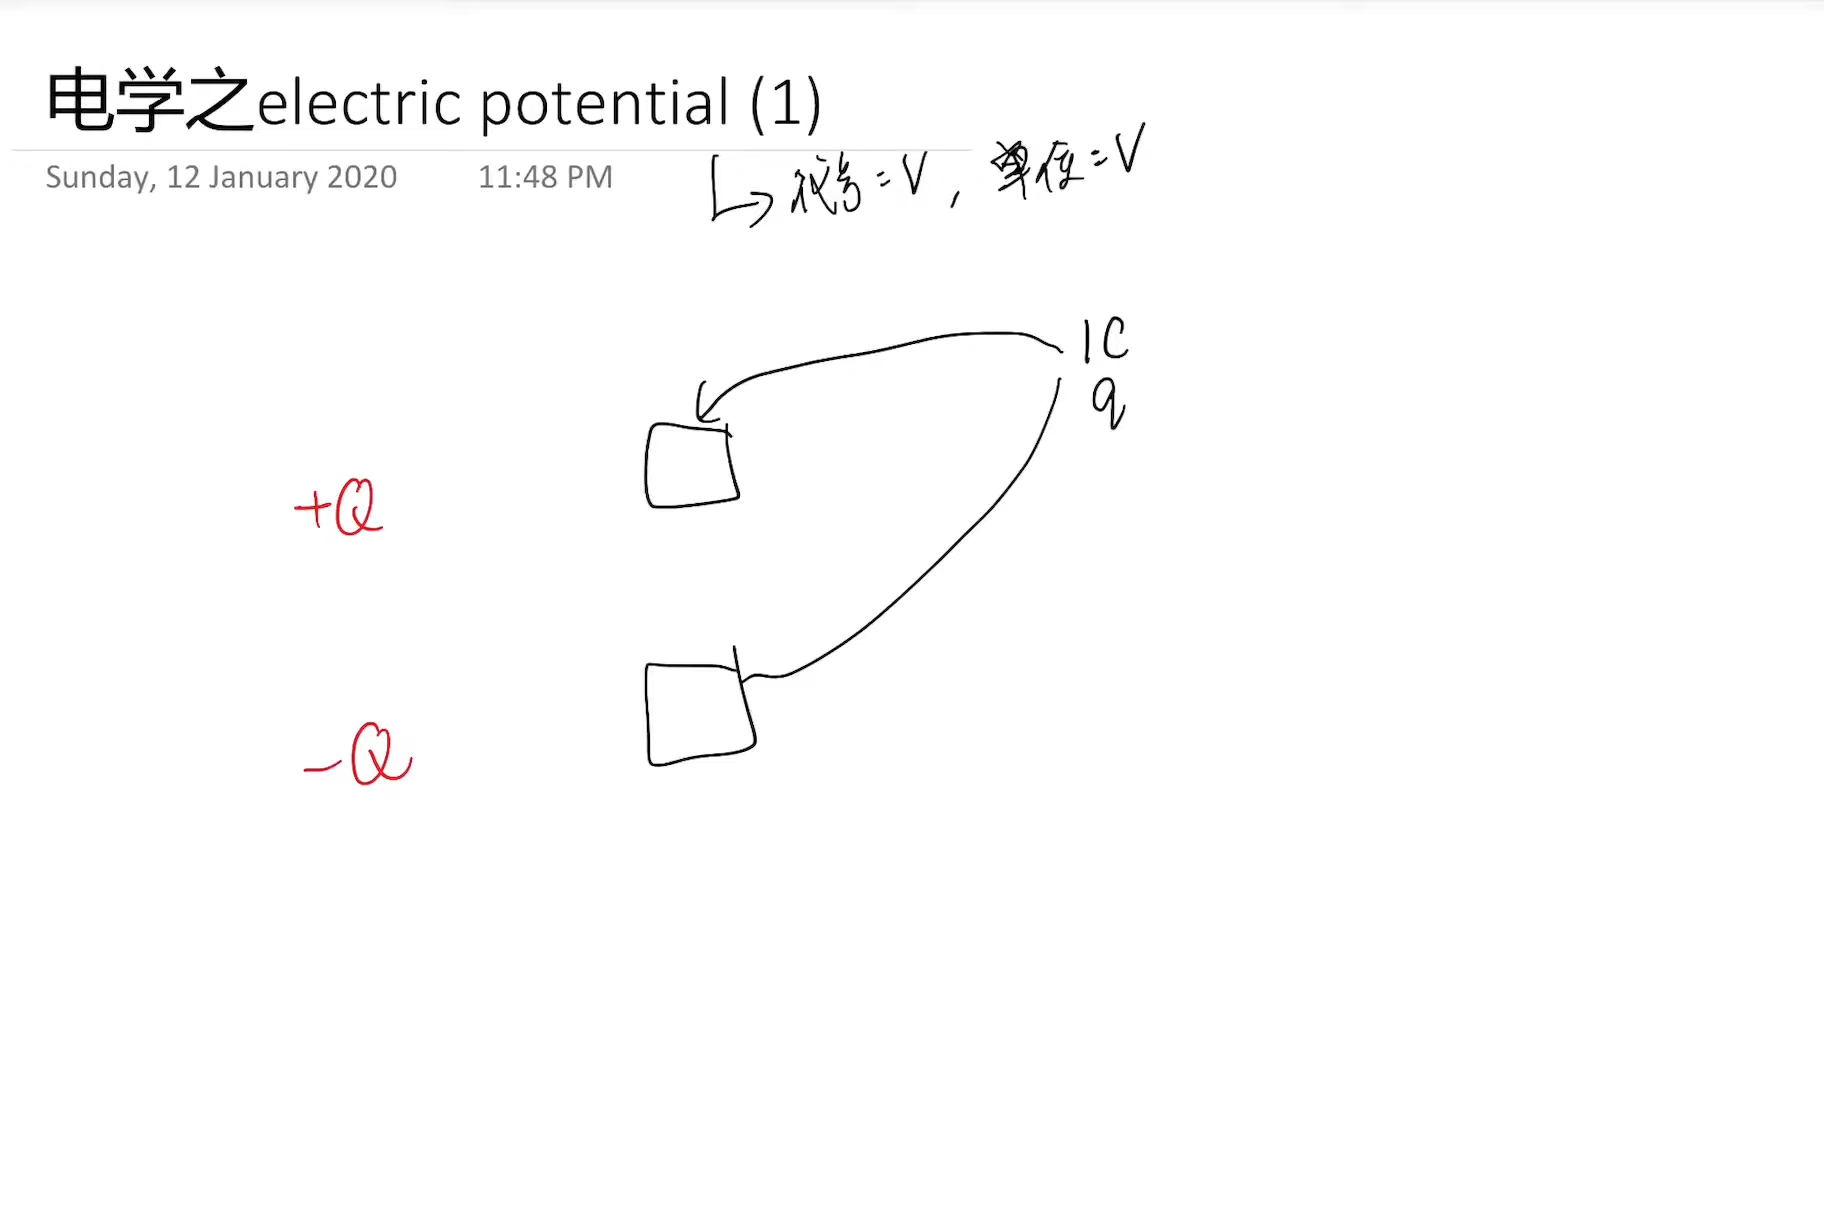 电学之electric potential (1)
Sunday, 12 January 2020 11:48 PM
代号=V, 单位=V
1C
q
+Q
-Q